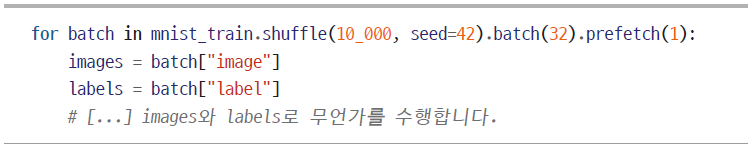 for batch in mnist_train.shuffle(10_000, seed=42).batch(32).prefetch(1):
    images = batch["image"]
    labels = batch["label"]
    # [...] images와 labels로 무언가를 수행합니다.